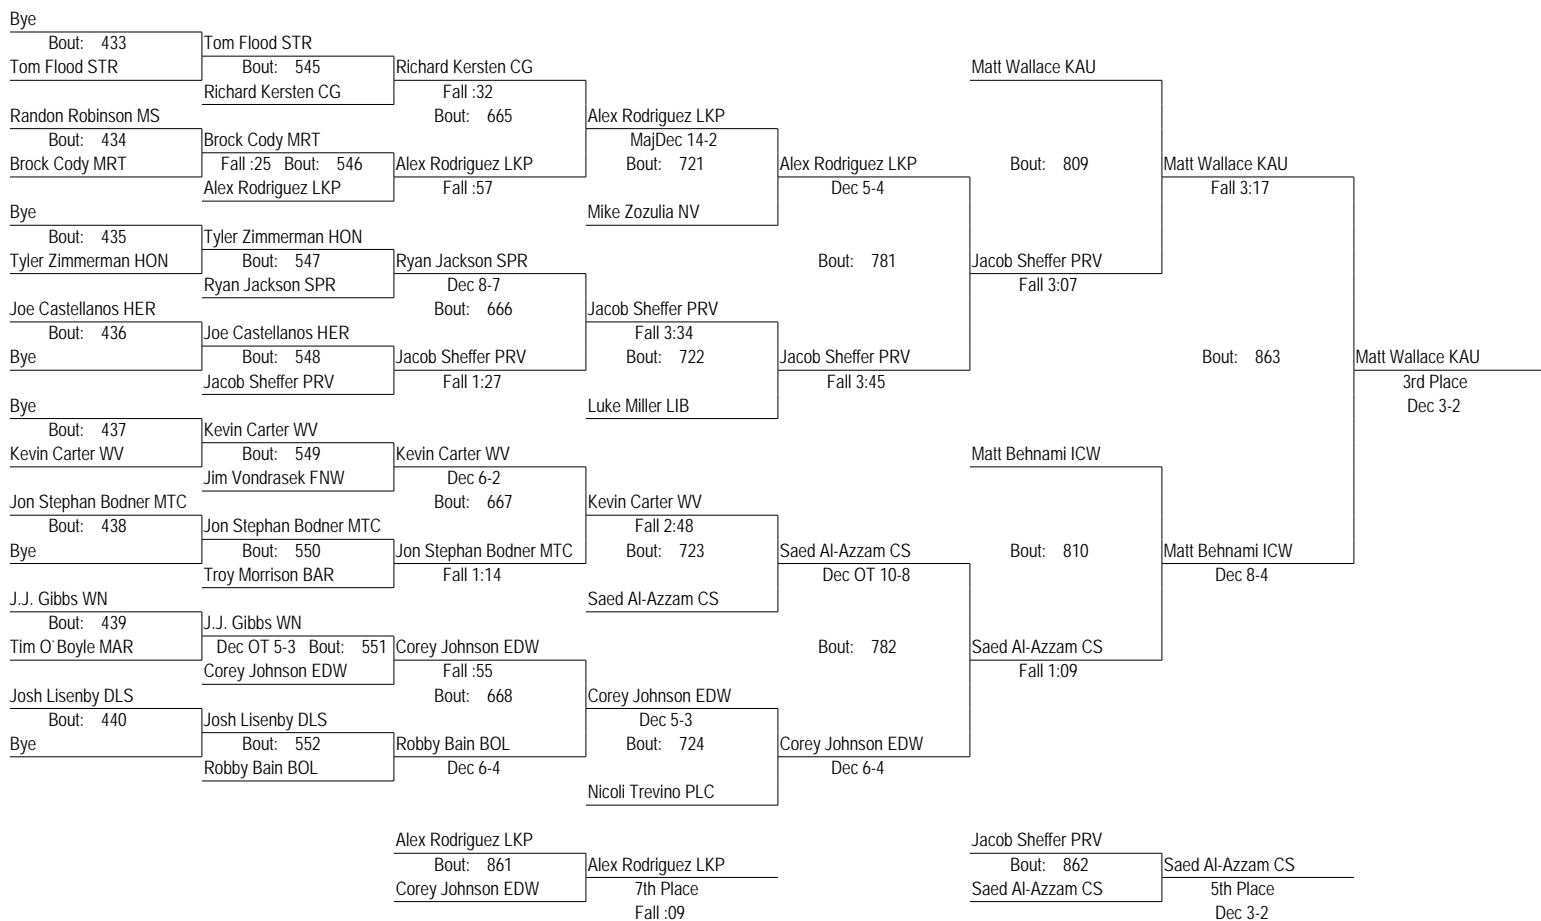 Bye
Bout: 433
Tom Flood STR
Tom Flood STR
Bout: 545
Richard Kersten CG
Richard Kersten CG
Fall :32
Matt Wallace KAU
Randon Robinson MS
Bout: 434
Brock Cody MRT
Brock Cody MRT
Fall :25 Bout: 546
Alex Rodriguez LKP
Bout: 665
Alex Rodriguez LKP
Fall :57
Alex Rodriguez LKP
MajDec 14-2
Bout: 721
Mike Zozulia NV
Alex Rodriguez LKP
Dec 5-4
Bout: 809
Matt Wallace KAU
Fall 3:17
Bye
Bout: 435
Tyler Zimmerman HON
Tyler Zimmerman HON
Bout: 547
Ryan Jackson SPR
Ryan Jackson SPR
Dec 8-7
Bout: 781
Jacob Sheffer PRV
Fall 3:07
Joe Castellanos HER
Bout: 436
Bye
Joe Castellanos HER
Bout: 548
Jacob Sheffer PRV
Bout: 666
Jacob Sheffer PRV
Fall 1:27
Jacob Sheffer PRV
Fall 3:34
Bout: 722
Luke Miller LIB
Jacob Sheffer PRV
Fall 3:45
Bout: 863
Matt Wallace KAU
3rd Place
Dec 3-2
Bye
Bout: 437
Kevin Carter WV
Kevin Carter WV
Bout: 549
Jim Vondrasek FNW
Kevin Carter WV
Dec 6-2
Matt Behnami ICW
Jon Stephan Bodner MTC
Bout: 438
Bye
Jon Stephan Bodner MTC
Bout: 550
Troy Morrison BAR
Bout: 667
Jon Stephan Bodner MTC
Fall 1:14
Kevin Carter WV
Fall 2:48
Bout: 723
Saed Al-Azzam CS
Saed Al-Azzam CS
Dec OT 10-8
Bout: 810
Matt Behnami ICW
Dec 8-4
J.J. Gibbs WN
Bout: 439
Tim O`Boyle MAR
J.J. Gibbs WN
Dec OT 5-3 Bout: 551
Corey Johnson EDW
Corey Johnson EDW
Fall :55
Bout: 782
Saed Al-Azzam CS
Fall 1:09
Josh Lisenby DLS
Bout: 440
Bye
Josh Lisenby DLS
Bout: 552
Robby Bain BOL
Bout: 668
Robby Bain BOL
Dec 6-4
Corey Johnson EDW
Dec 5-3
Bout: 724
Nicoli Trevino PLC
Corey Johnson EDW
Dec 6-4
Alex Rodriguez LKP
Bout: 861
Corey Johnson EDW
Alex Rodriguez LKP
7th Place
Fall :09
Jacob Sheffer PRV
Bout: 862
Saed Al-Azzam CS
Saed Al-Azzam CS
5th Place
Dec 3-2